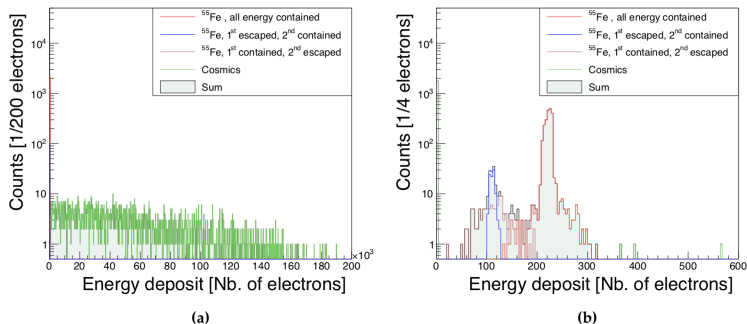 ⁵⁵Fe , all energy contained
⁵⁵Fe, 1ˢᵗ escaped, 2ⁿᵈ contained
⁵⁵Fe, 1ˢᵗ contained, 2ⁿᵈ escaped
Cosmics
Sum
Counts [1/200 electrons]
10⁴
10³
10²
10
1
0 20 40 60 80 100 120 140 160 180 200
×10³
Energy deposit [Nb. of electrons]
(a)
⁵⁵Fe , all energy contained
⁵⁵Fe, 1ˢᵗ escaped, 2ⁿᵈ contained
⁵⁵Fe, 1ˢᵗ contained, 2ⁿᵈ escaped
Cosmics
Sum
Counts [1/4 electrons]
10⁴
10³
10²
10
1
0 100 200 300 400 500 600
Energy deposit [Nb. of electrons]
(b)